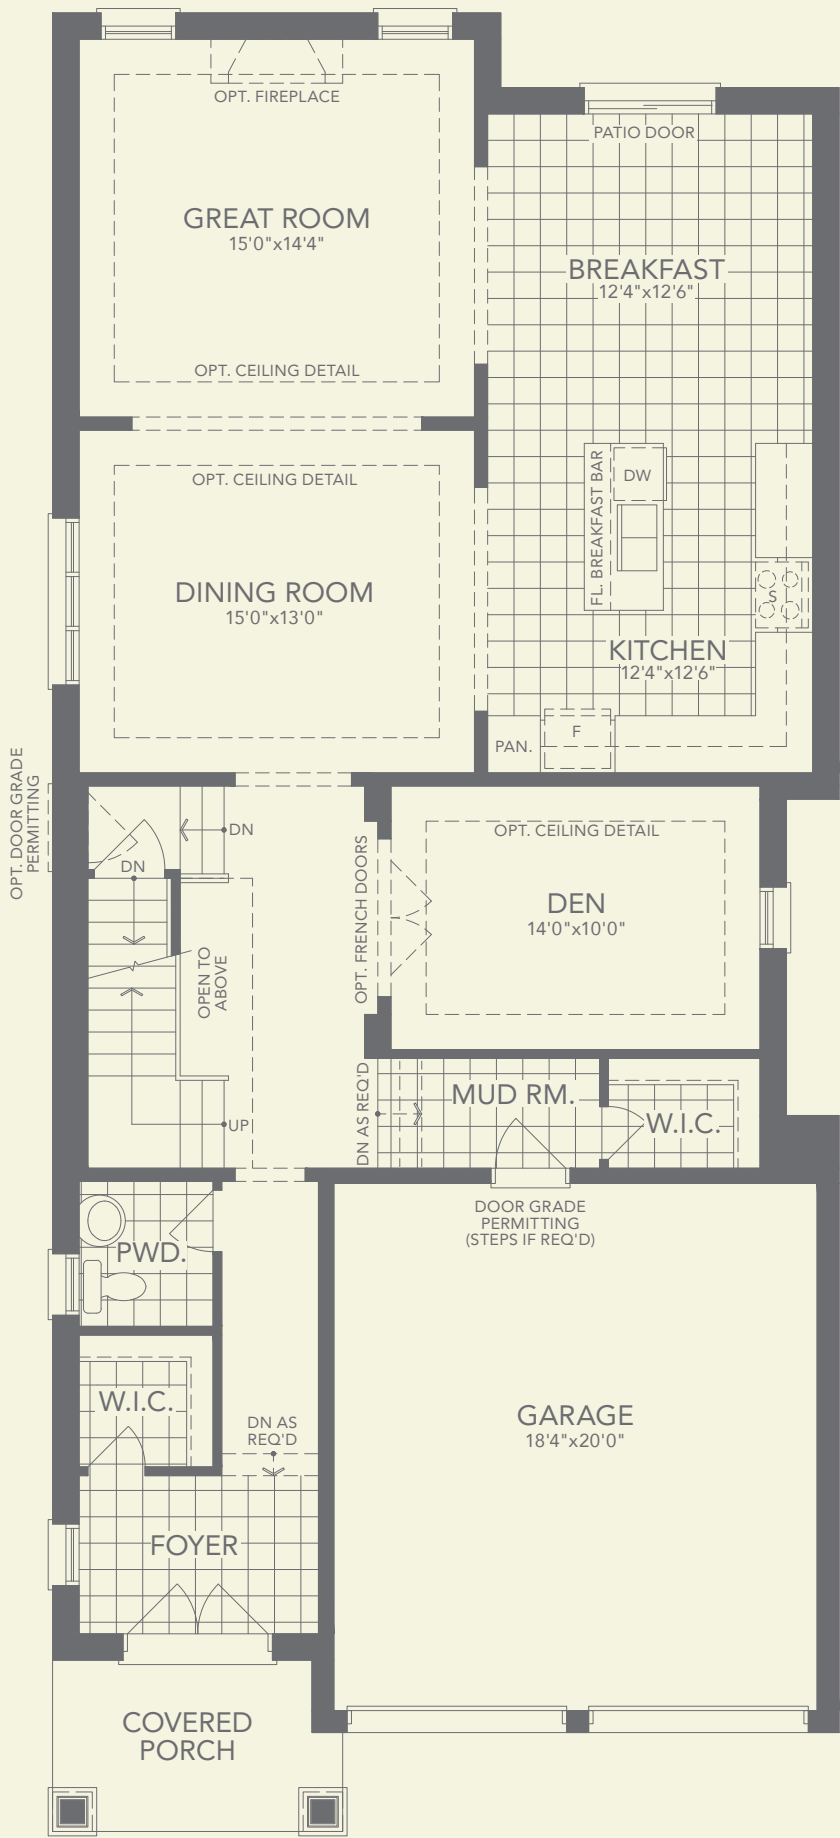 OPT. FIREPLACE
PATIO DOOR
GREAT ROOM
15'0"x14'4"
BREAKFAST
12'4"x12'6"
OPT. CEILING DETAIL
OPT. CEILING DETAIL
FL. BREAKFAST BAR
DW
DINING ROOM
15'0"x13'0"
S
KITCHEN
12'4"x12'6"
F
PAN.
OPT. DOOR GRADE
PERMITTING
DN
DN
OPT. CEILING DETAIL
OPT. FRENCH DOORS
DEN
14'0"x10'0"
OPEN TO
ABOVE
UP
DN AS REQ'D
MUD RM.
W.I.C.
DOOR GRADE
PERMITTING
(STEPS IF REQ'D)
PWD.
W.I.C.
DN AS
REQ'D
GARAGE
18'4"x20'0"
FOYER
COVERED
PORCH